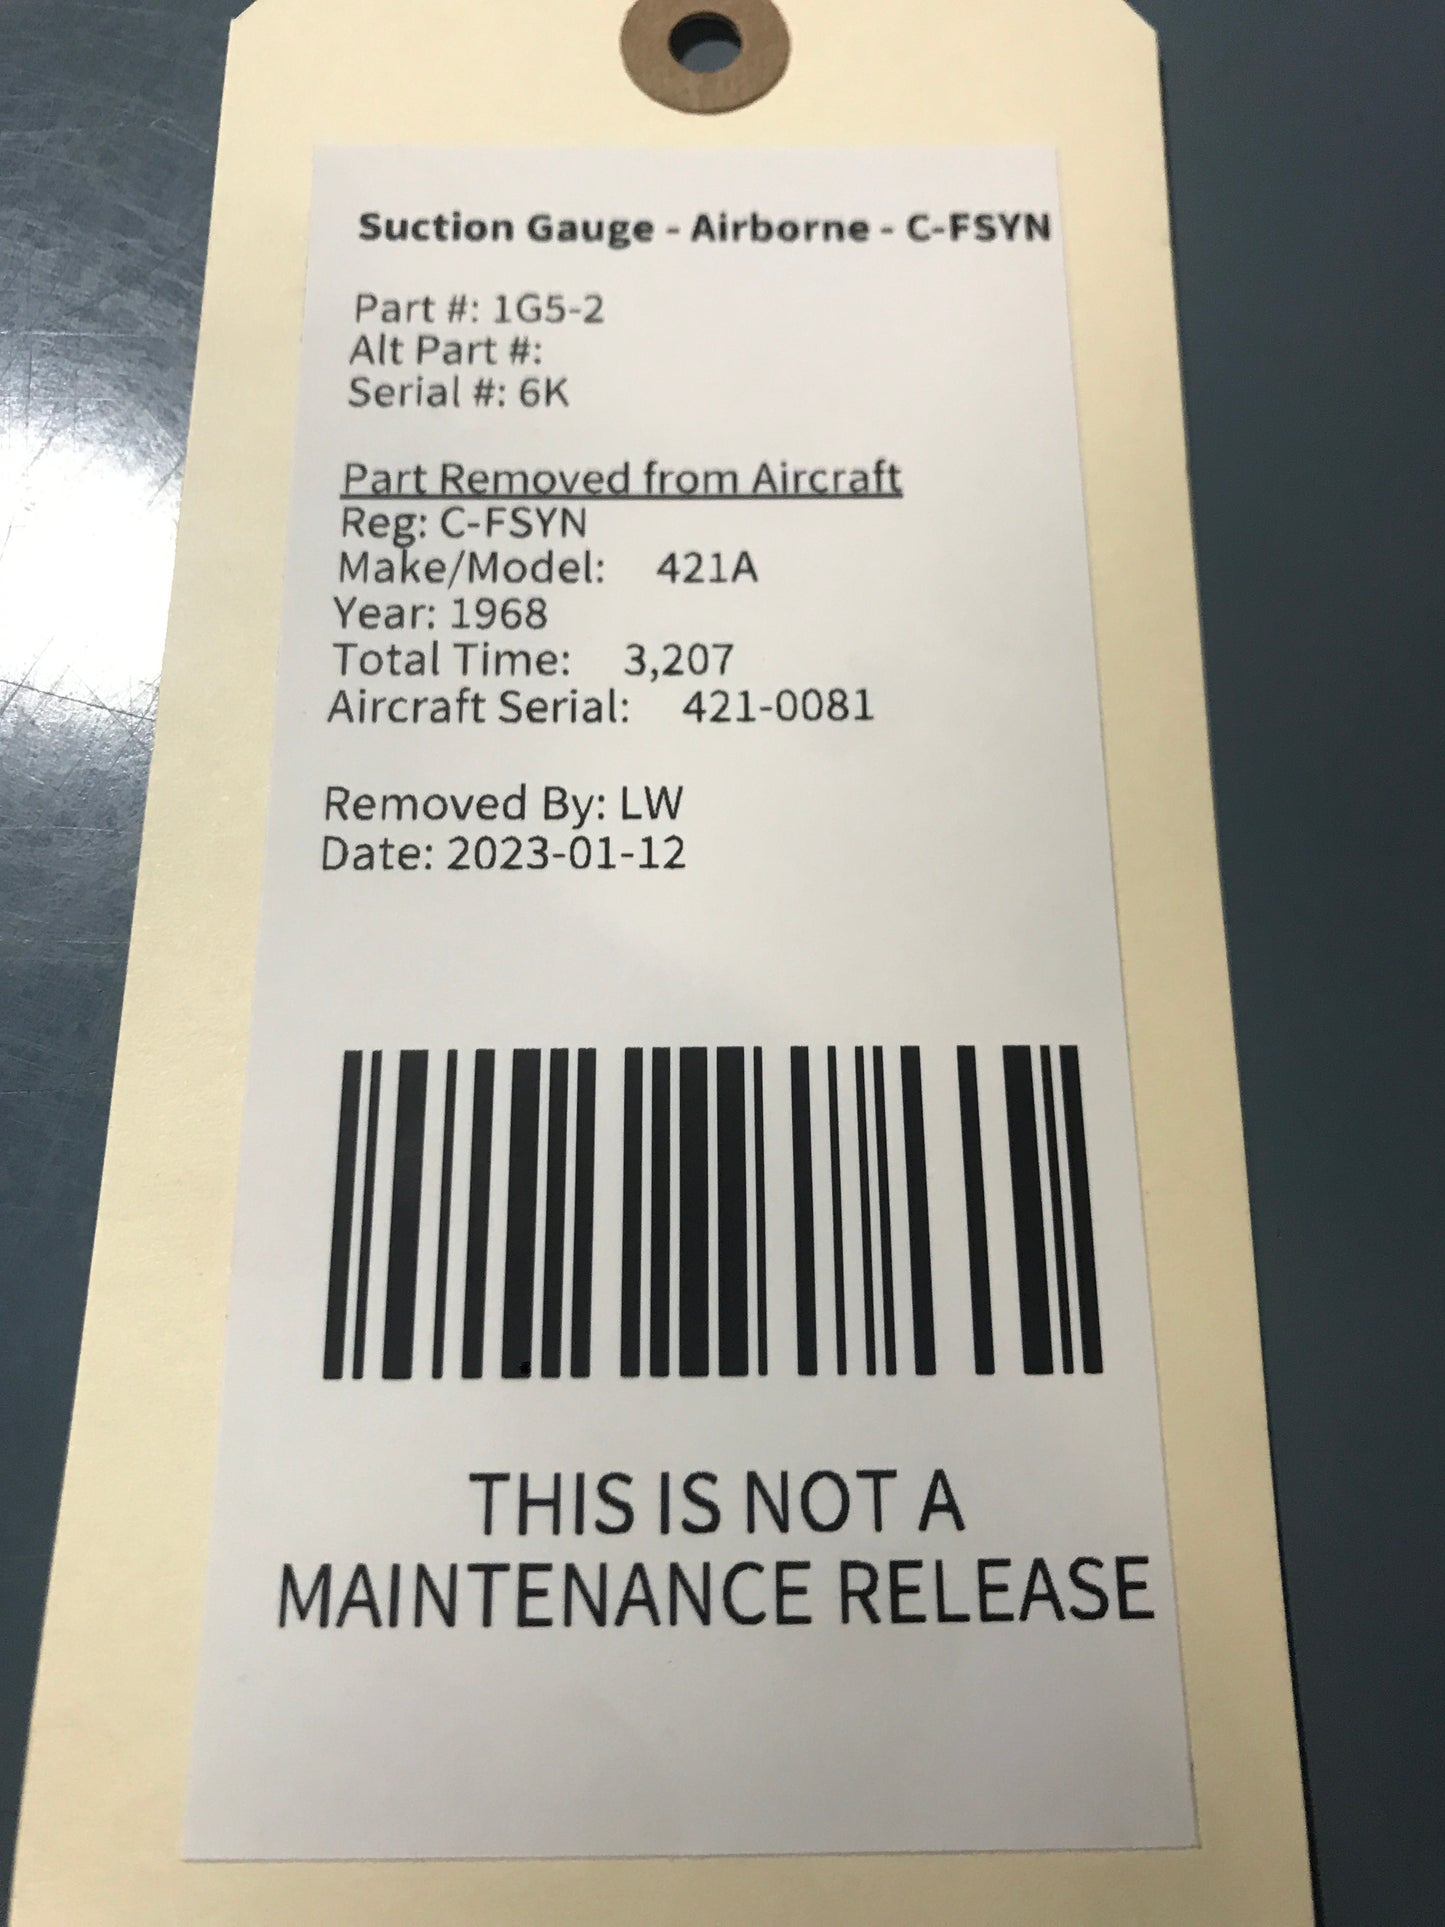 Suction Gauge - Airborne - C-FSYN
Part #: 1G5-2
Alt Part #:
Serial #: 6K
Part Removed from Aircraft
Reg: C-FSYN
Make/Model: 421A
Year: 1968
Total Time: 3,207
Aircraft Serial: 421-0081
Removed By: LW
Date: 2023-01-12
THIS IS NOT A
MAINTENANCE RELEASE